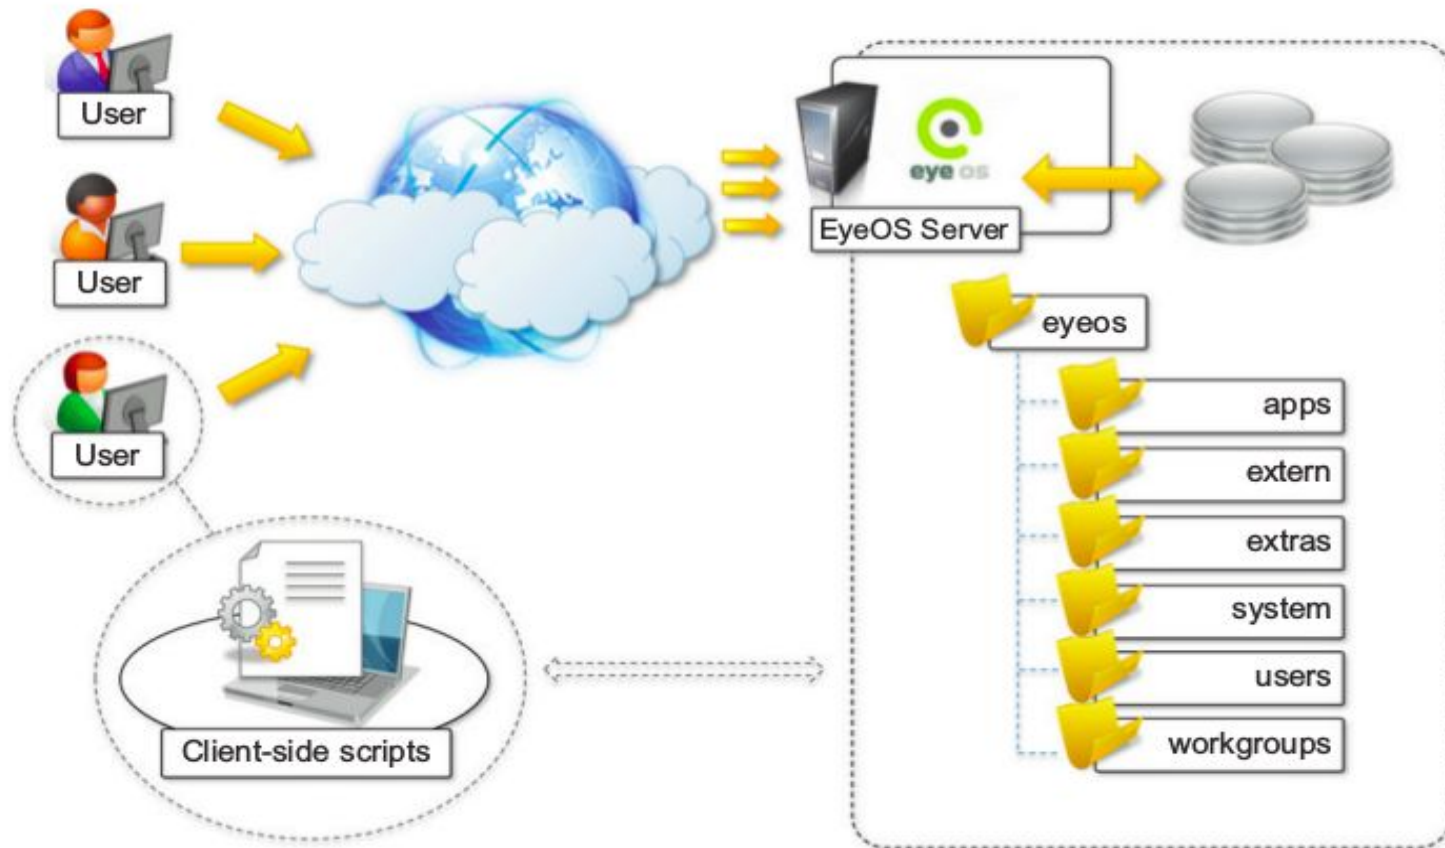 User
User
User
Client-side scripts
eye os
EyeOS Server
eyeos
apps
extern
extras
system
users
workgroups